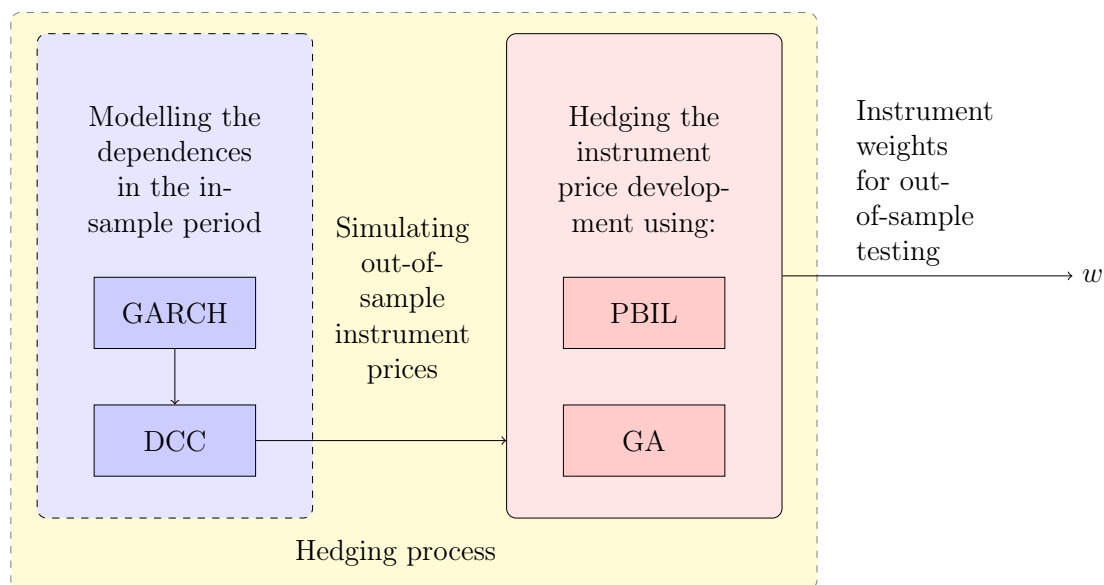 Modelling the
dependences
in the in-
sample period
GARCH
DCC
Simulating
out-of-
sample
instrument
prices
Hedging the
instrument
price develop-
ment using:
PBIL
GA
Instrument
weights
for out-
of-sample
testing
w
Hedging process